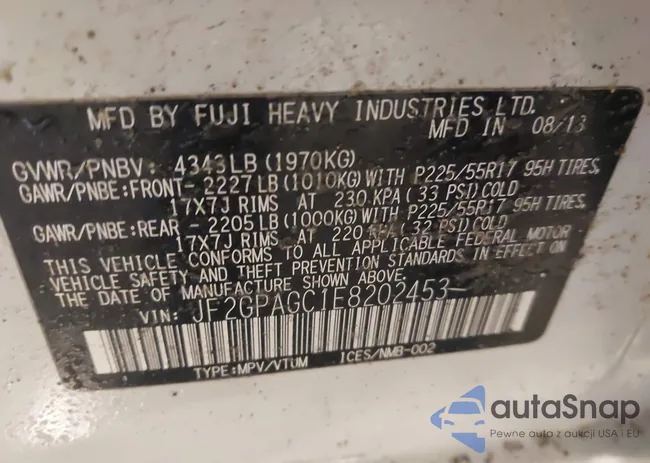 MFD BY FUJI HEAVY INDUSTRIES LTD.
MFD IN 08/13
GVWR/PNBV: 4343LB (1970KG)
GAWR/PNBE:FRONT- 2227LB (1010KG) WITH P225/55R17 95H TIRES,
17X7J RIMS AT 230 KPA (33 PSI) COLD
GAWR/PNBE:REAR - 2205LB (1000KG) WITH P225/55R17 95H TIRES,
17X7J RIMS AT 220 KPA (32 PSI) COLD
THIS VEHICLE CONFORMS TO ALL APPLICABLE FEDERAL MOTOR
VEHICLE SAFETY AND THEFT PREVENTION STANDARDS IN EFFECT ON
THE DATE OF MANUFACTURE SHOWN ABOVE.
VIN: JF2GPAGC1E8202453
TYPE:MPV/VTUM ICES/NMB-002
autaSnap
Pewne auto z aukcji USA i EU